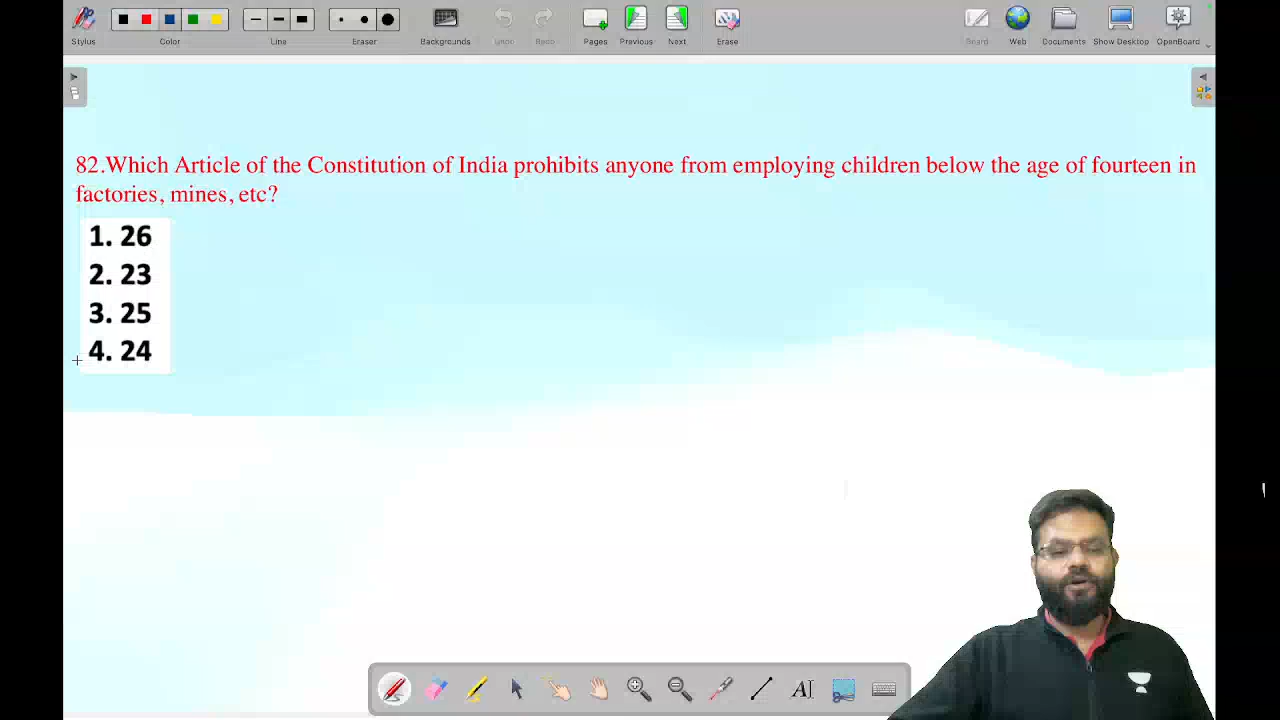 Stylus
Color
Line
Eraser
Backgrounds
Undo
Redo
Pages
Previous
Next
Erase
Board
Web
Documents
Show Desktop
OpenBoard
82.Which Article of the Constitution of India prohibits anyone from employing children below the age of fourteen in
factories, mines, etc?
1. 26
2. 23
3. 25
4. 24